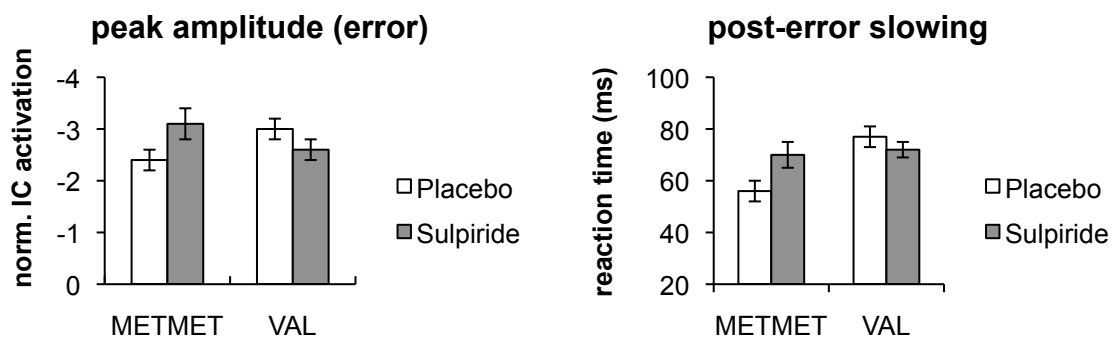 peak amplitude (error)
norm. IC activation
-4
-3
-2
-1
0
METMET VAL
Placebo
Sulpiride
post-error slowing
reaction time (ms)
100
80
60
40
20
METMET VAL
Placebo
Sulpiride